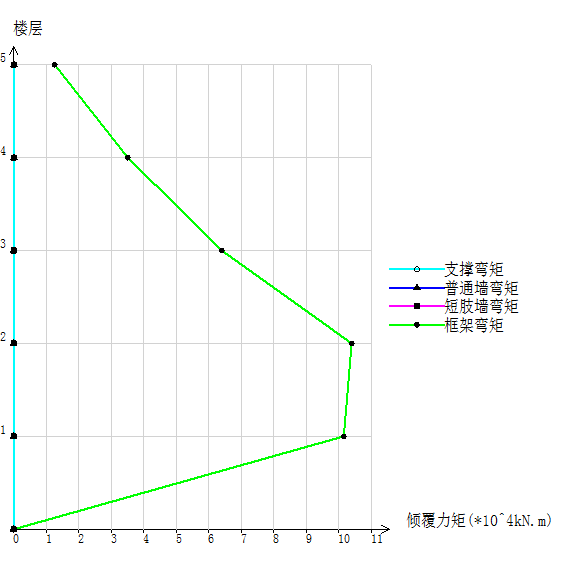 楼层
5
4
3
2
1
支撑弯矩
普通墙弯矩
短肢墙弯矩
框架弯矩
倾覆力矩(*10^4kN.m)
0 1 2 3 4 5 6 7 8 9 10 11